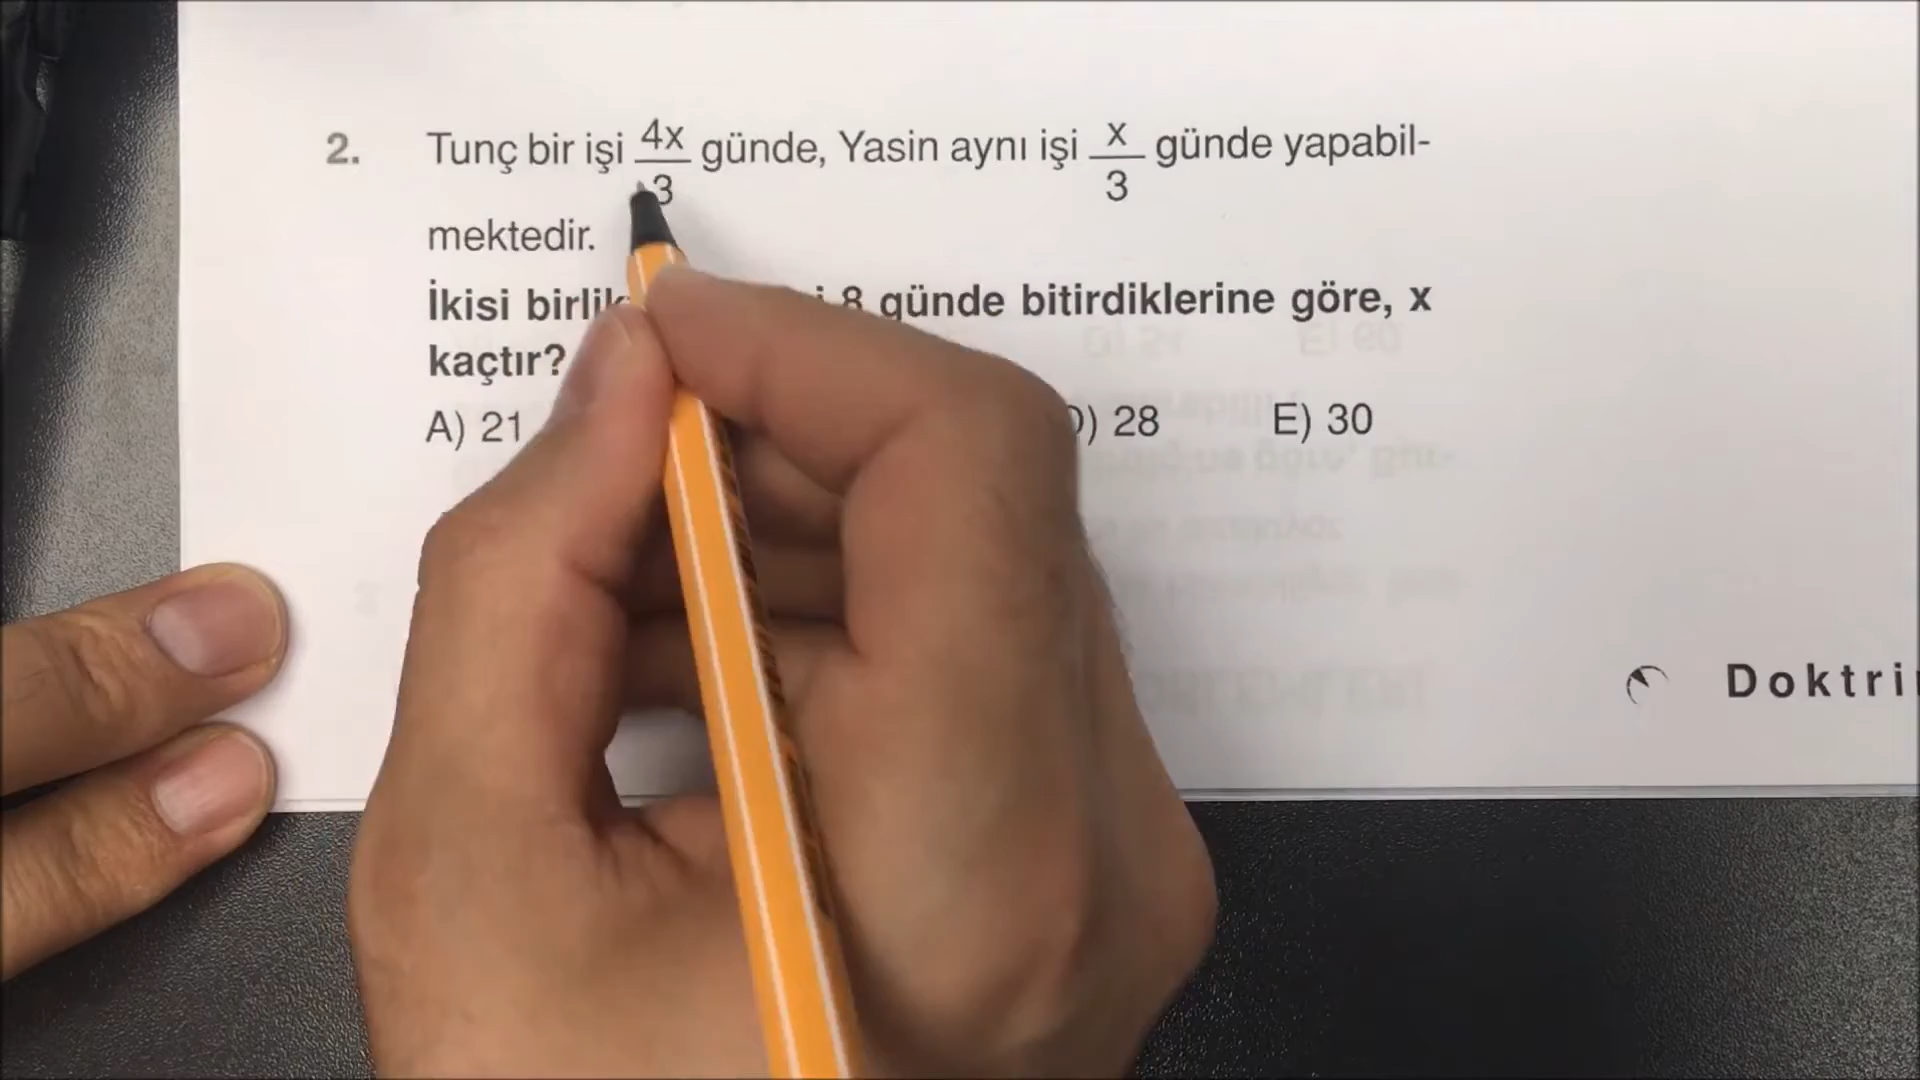 2. Tunç bir işi 4x/3 günde, Yasin aynı işi x/3 günde yapabil-
mektedir.
İkisi 8 günde bitirdiklerine göre, x
kaçtır?
A) 21 D) 28 E) 30
Doktri